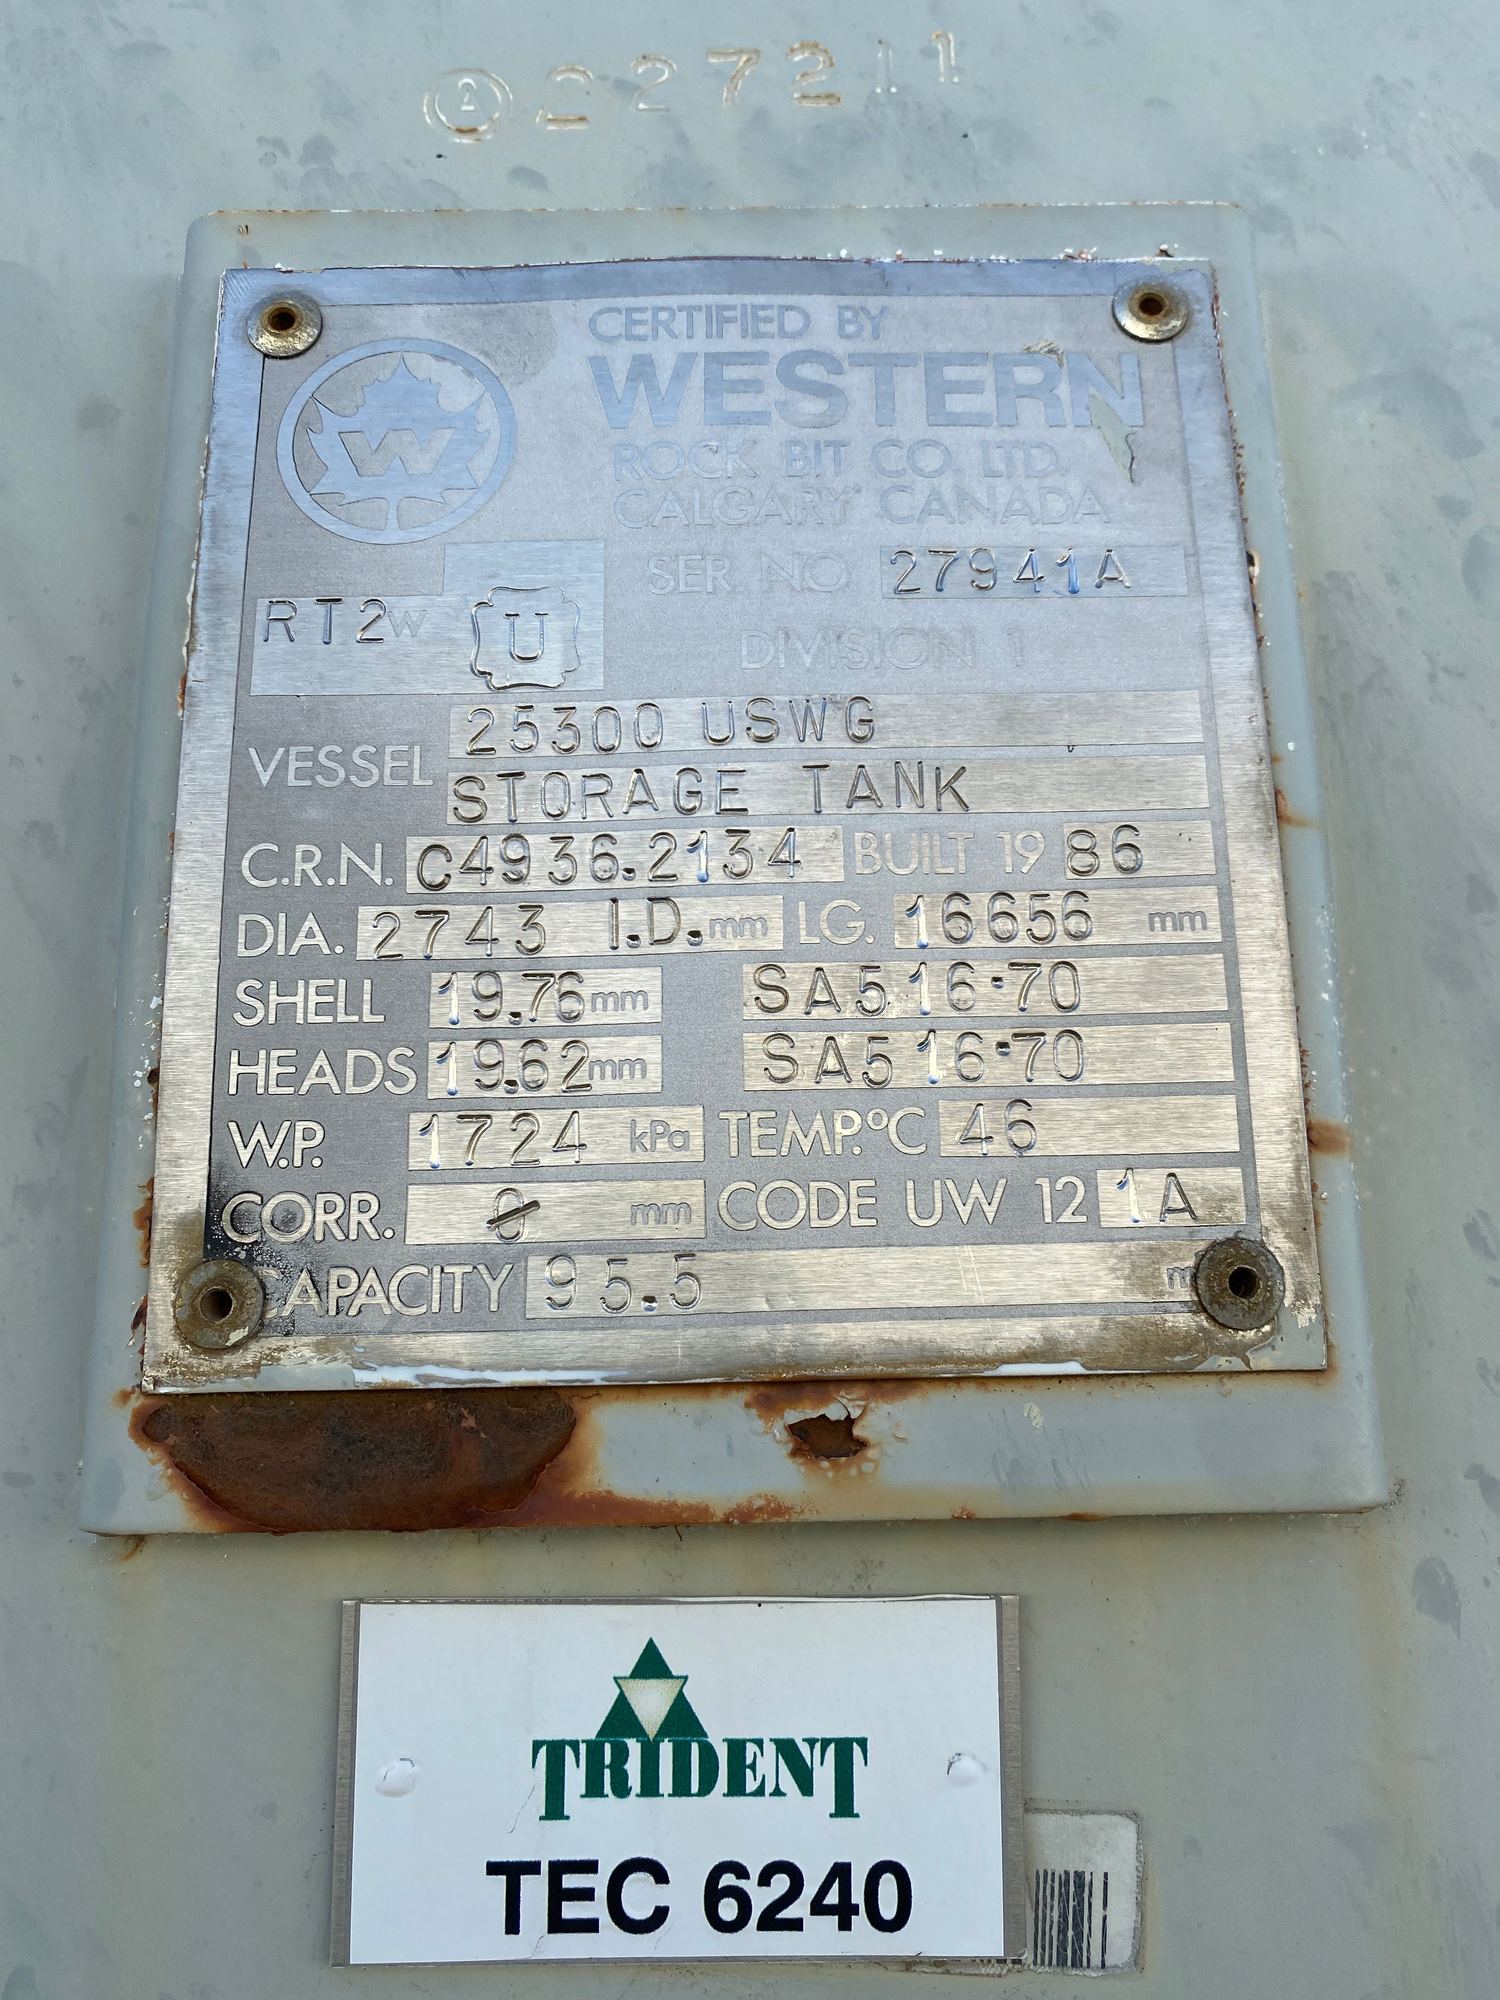 A 227211
CERTIFIED BY
WESTERN
ROCK BIT CO. LTD.
CALGARY CANADA
W
SER NO 27941A
RT2 W U
DIVISION 1
VESSEL 25300 USWG
STORAGE TANK
C.R.N. C4936.2134 BUILT 19 86
DIA. 2743 I.D. mm LG. 16656 mm
SHELL 19.76 mm SA516·70
HEADS 19.62 mm SA516·70
W.P. 1724 kPa TEMP.°C 46
CORR. 0 mm CODE UW 12 1A
CAPACITY 95.5 m
TRIDENT
TEC 6240